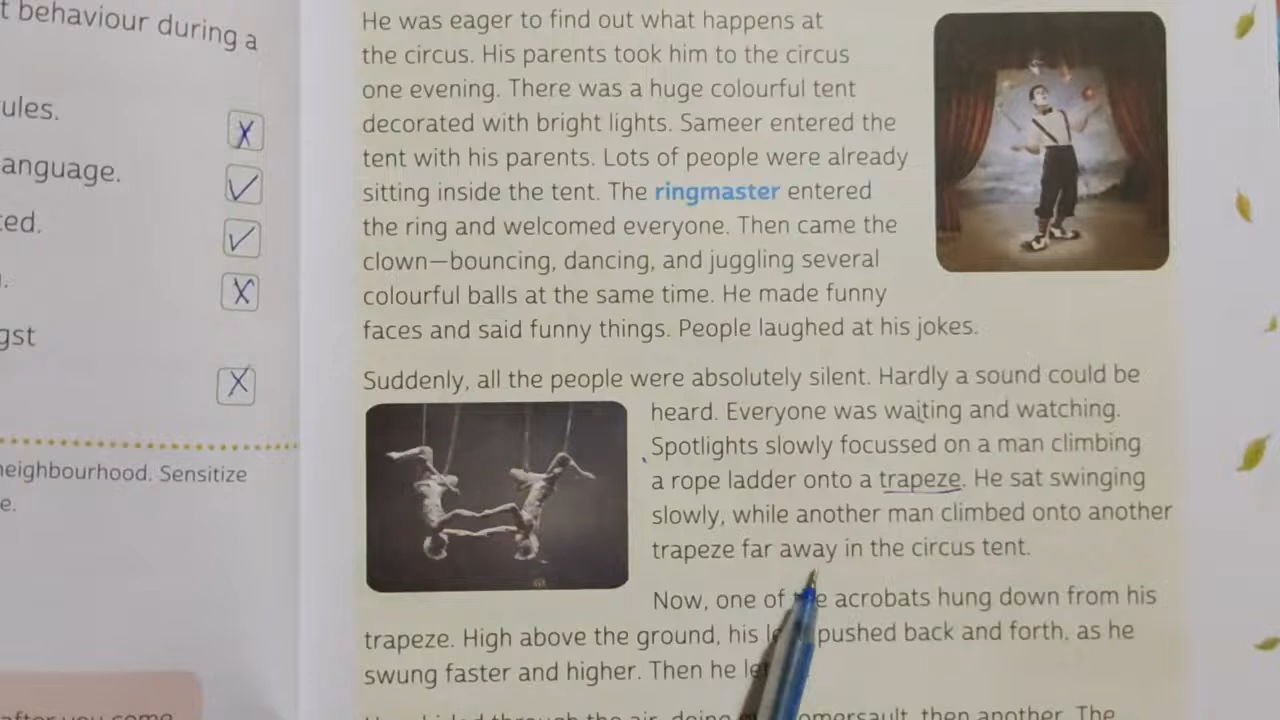 t behaviour during a
ules.
anguage.
ted.
gst
neighbourhood. Sensitize
e.
after you come
He was eager to find out what happens at
the circus. His parents took him to the circus
one evening. There was a huge colourful tent
decorated with bright lights. Sameer entered the
tent with his parents. Lots of people were already
sitting inside the tent. The ringmaster entered
the ring and welcomed everyone. Then came the
clown—bouncing, dancing, and juggling several
colourful balls at the same time. He made funny
faces and said funny things. People laughed at his jokes.
Suddenly, all the people were absolutely silent. Hardly a sound could be
heard. Everyone was waiting and watching.
Spotlights slowly focussed on a man climbing
a rope ladder onto a trapeze. He sat swinging
slowly, while another man climbed onto another
trapeze far away in the circus tent.
Now, one of the acrobats hung down from his
trapeze. High above the ground, his pushed back and forth, as he
swung faster and higher. Then he
through the air, doing somersault, then another. The